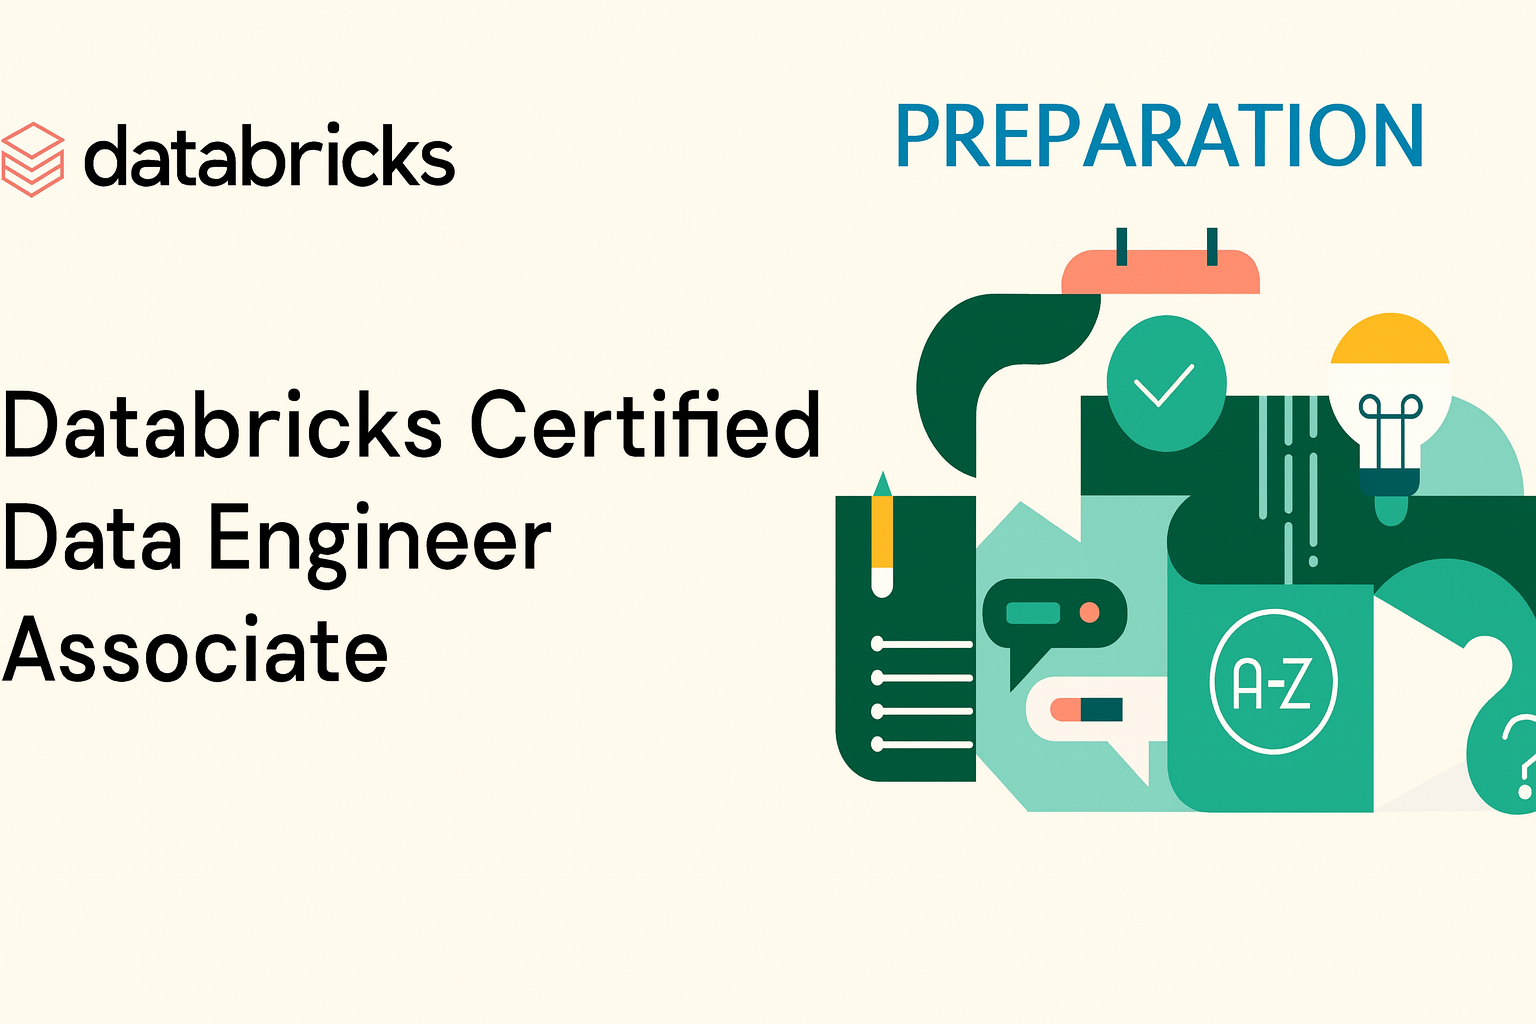 databricks
PREPARATION
Databricks Certified
Data Engineer
Associate
A-Z
?